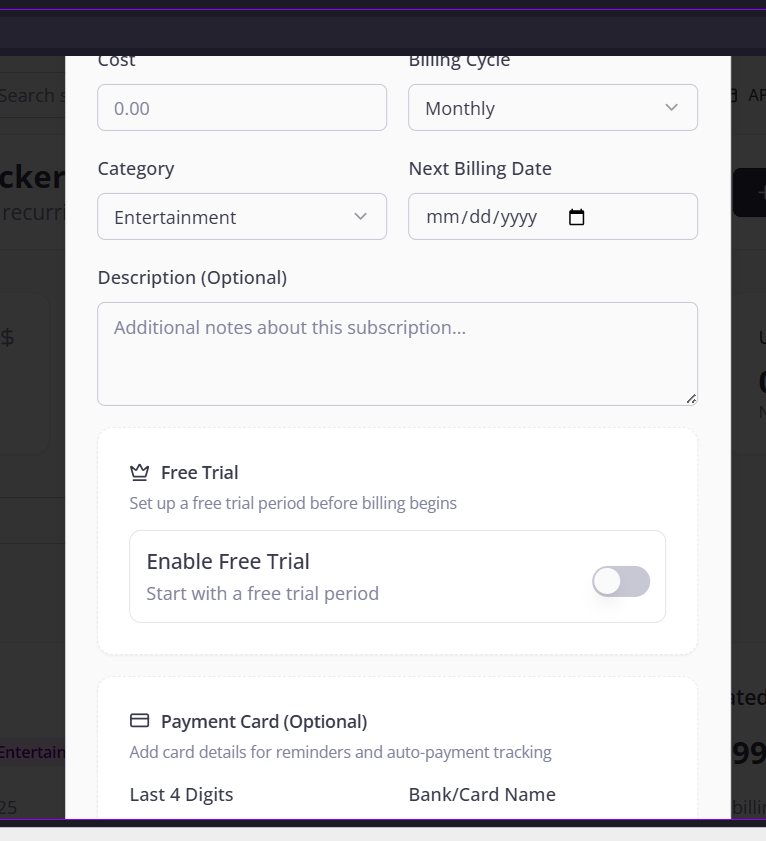 Cost
Billing Cycle
Search s
AP
0.00
Monthly
Category
Next Billing Date
cker
recurri
Entertainment
mm/dd/yyyy
Description (Optional)
$
Additional notes about this subscription...
Free Trial
Set up a free trial period before billing begins
Enable Free Trial
Start with a free trial period
ated
Payment Card (Optional)
Entertain
Add card details for reminders and auto-payment tracking
99
Last 4 Digits
Bank/Card Name
25
billin